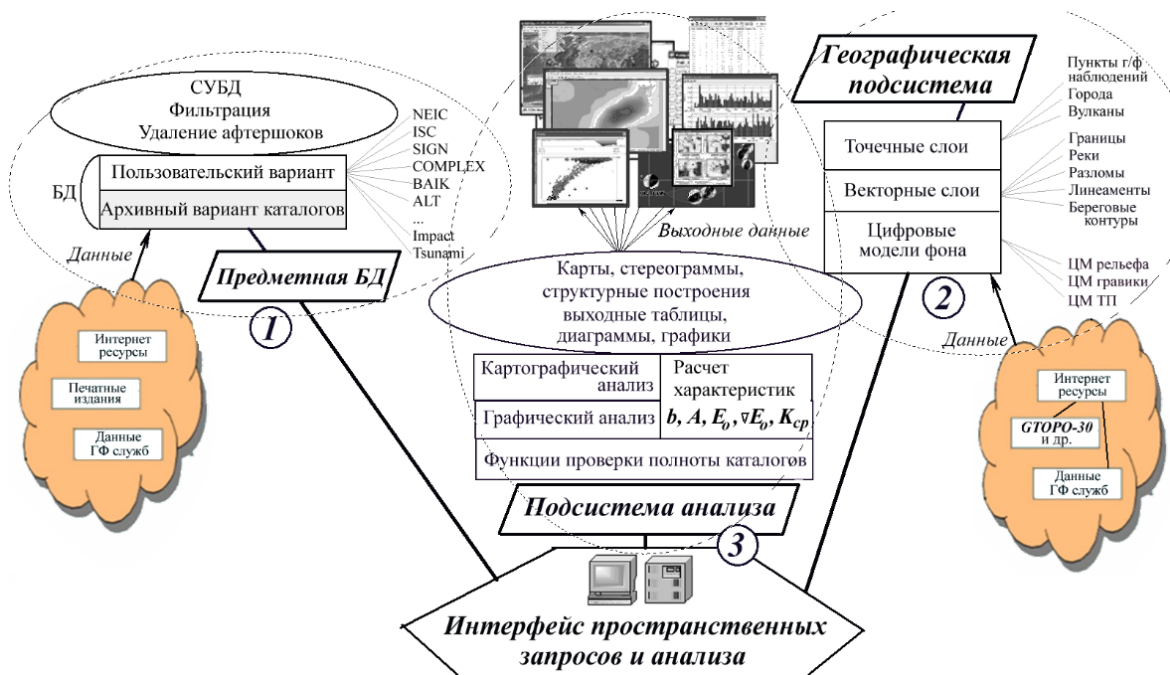 СУБД
Фильтрация
Удаление афтершоков
БД
Пользовательский вариант
Архивный вариант каталогов
NEIC
ISC
SIGN
COMPLEX
BAIK
ALT
...
Impact
Tsunami
Данные
Предметная БД
1
Интернет
ресурсы
Печатные
издания
Данные
ГФ служб
Выходные данные
Карты, стереограммы,
структурные построения
выходные таблицы,
диаграммы, графики
Картографический
анализ
Расчет
характеристик
Графический анализ
b, A, Eo, ∇Eo, Kcp
Функции проверки полноты каталогов
Подсистема анализа
3
Интерфейс пространственных
запросов и анализа
Географическая
подсистема
Точечные слои
Векторные слои
Цифровые
модели фона
Пункты г/ф
наблюдений
Города
Вулканы
Границы
Реки
Разломы
Линеаменты
Береговые
контуры
ЦМ рельефа
ЦМ гравики
ЦМ ТП
2
Данные
Интернет
ресурсы
GTOPO-30
и др.
Данные
ГФ служб